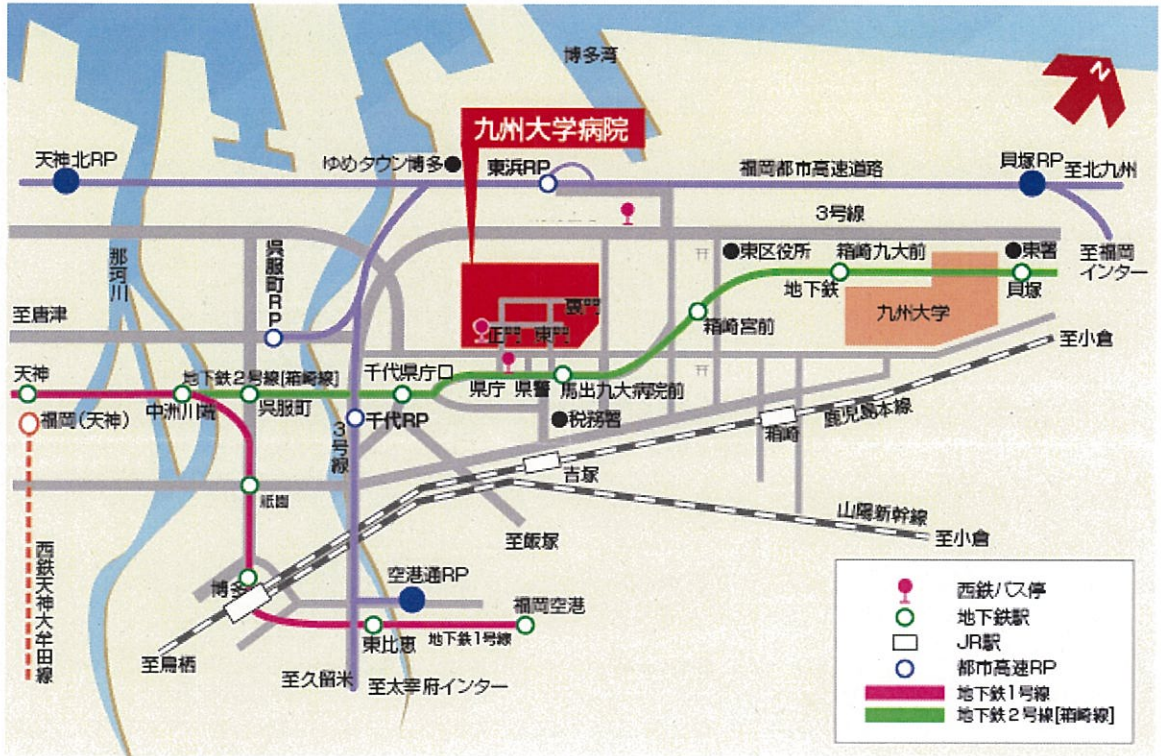 博多湾
N
九州大学病院
天神北RP
ゆめタウン博多
東浜RP
福岡都市高速道路
貝塚RP
至北九州
3号線
那珂川
呉服町RP
東区役所
箱崎九大前
東署
至福岡
インター
地下鉄
貝塚
裏門
九州大学
至唐津
正門
東門
箱崎宮前
至小倉
天神
地下鉄2号線[箱崎線]
千代県庁口
中洲川端
呉服町
県庁
県警
馬出九大病院前
福岡(天神)
千代RP
税務署
箱崎
鹿児島本線
3号線
吉塚
祇園
山陽新幹線
至飯塚
至小倉
西鉄天神大牟田線
博多
空港通RP
福岡空港
東比恵
地下鉄1号線
至鳥栖
至久留米
至太宰府インター
西鉄バス停
地下鉄駅
JR駅
都市高速RP
地下鉄1号線
地下鉄2号線[箱崎線]